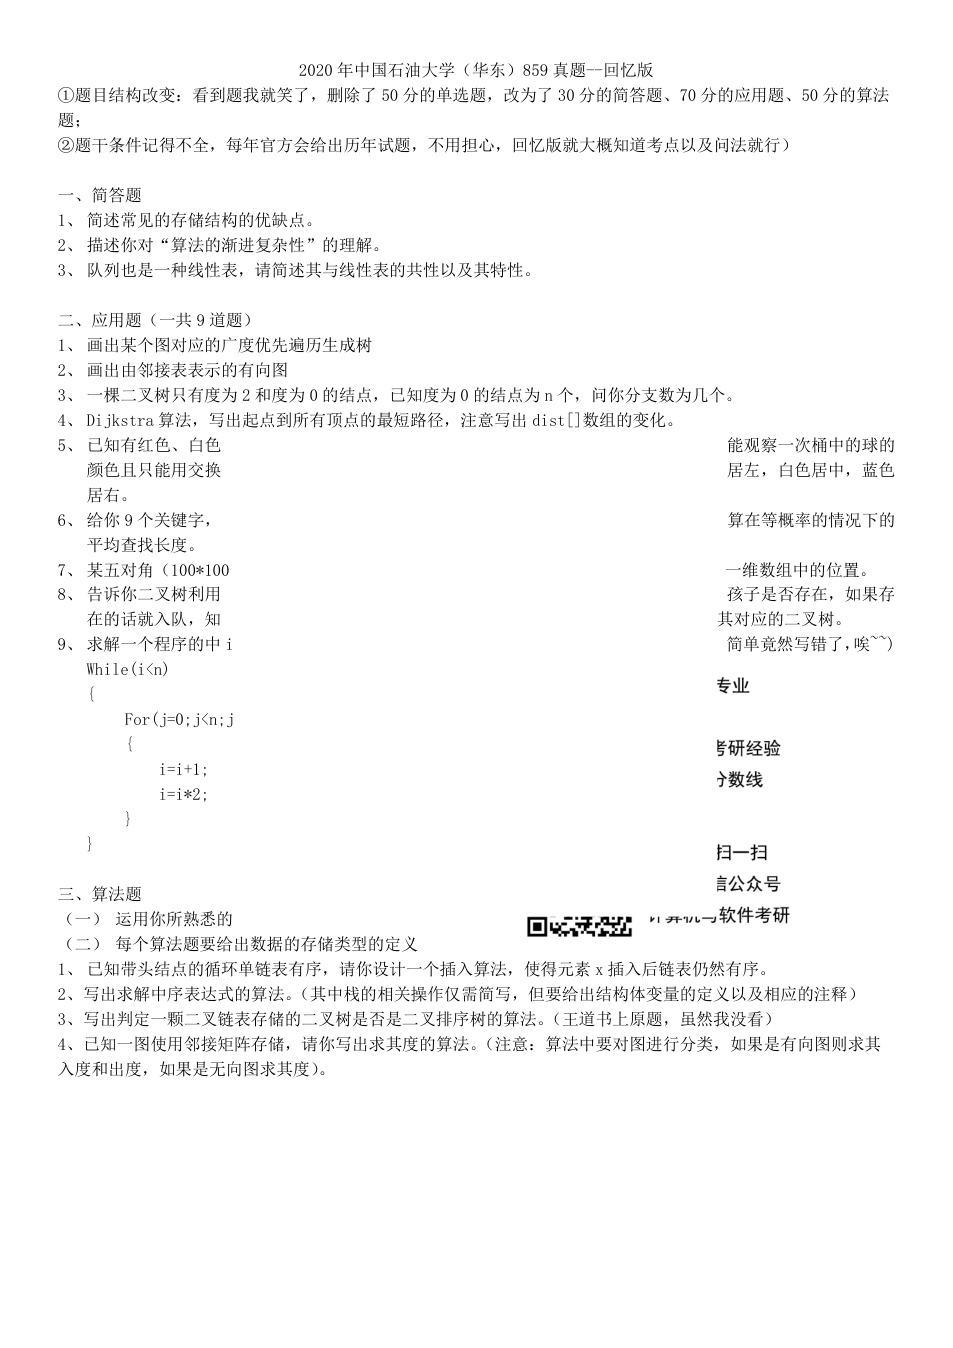 2020 年中国石油大学（华东）859 真题--回忆版
①题目结构改变：看到题我就笑了，删除了 50 分的单选题，改为了 30 分的简答题、70 分的应用题、50 分的算法
题；
②题干条件记得不全，每年官方会给出历年试题，不用担心，回忆版就大概知道考点以及问法就行）
一、简答题
1、 简述常见的存储结构的优缺点。
2、 描述你对“算法的渐进复杂性”的理解。
3、 队列也是一种线性表，请简述其与线性表的共性以及其特性。
二、应用题（一共 9 道题）
1、 画出某个图对应的广度优先遍历生成树
2、 画出由邻接表表示的有向图
3、 一棵二叉树只有度为 2 和度为 0 的结点，已知度为 0 的结点为 n 个，问你分支数为几个。
4、 Dijkstra 算法，写出起点到所有顶点的最短路径，注意写出 dist[]数组的变化。
5、 已知有红色、白色 能观察一次桶中的球的
颜色且只能用交换 居左，白色居中，蓝色
居右。
6、 给你 9 个关键字， 算在等概率的情况下的
平均查找长度。
7、 某五对角（100*100 一维数组中的位置。
8、 告诉你二叉树利用 孩子是否存在，如果存
在的话就入队，知 其对应的二叉树。
9、 求解一个程序的中 i 简单竟然写错了，唉~~)
While(i<n)
{ 专业
For(j=0;j<n;j
{ 考研经验
i=i+1; 分数线
i=i*2;
}
} 扫一扫
信公众号
三、算法题
（一） 运用你所熟悉的 计算机与软件考研
（二） 每个算法题要给出数据的存储类型的定义
1、 已知带头结点的循环单链表有序，请你设计一个插入算法，使得元素 x 插入后链表仍然有序。
2、写出求解中序表达式的算法。（其中栈的相关操作仅需简写，但要给出结构体变量的定义以及相应的注释）
3、写出判定一颗二叉链表存储的二叉树是否是二叉排序树的算法。（王道书上原题，虽然我没看）
4、已知一图使用邻接矩阵存储，请你写出求其度的算法。（注意：算法中要对图进行分类，如果是有向图则求其
入度和出度，如果是无向图求其度）。